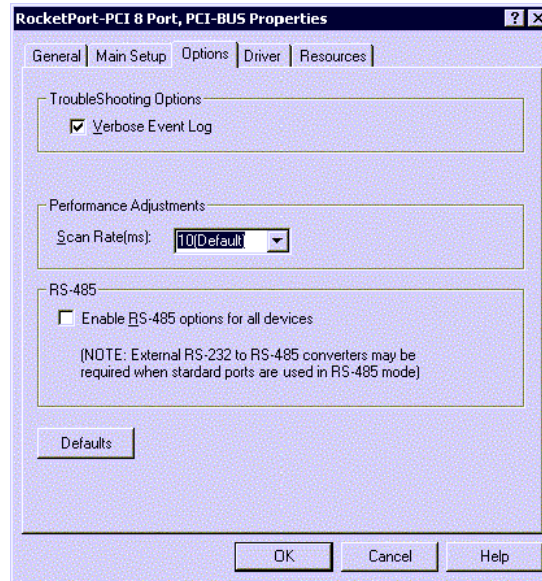 RocketPort-PCI 8 Port, PCI-BUS Properties
General Main Setup Options Driver Resources
TroubleShooting Options
Verbose Event Log
Performance Adjustments
Scan Rate(ms): 10(Default)
RS-485
Enable RS-485 options for all devices
(NOTE: External RS-232 to RS-485 converters may be
required when stardard ports are used in RS-485 mode)
Defaults
OK Cancel Help